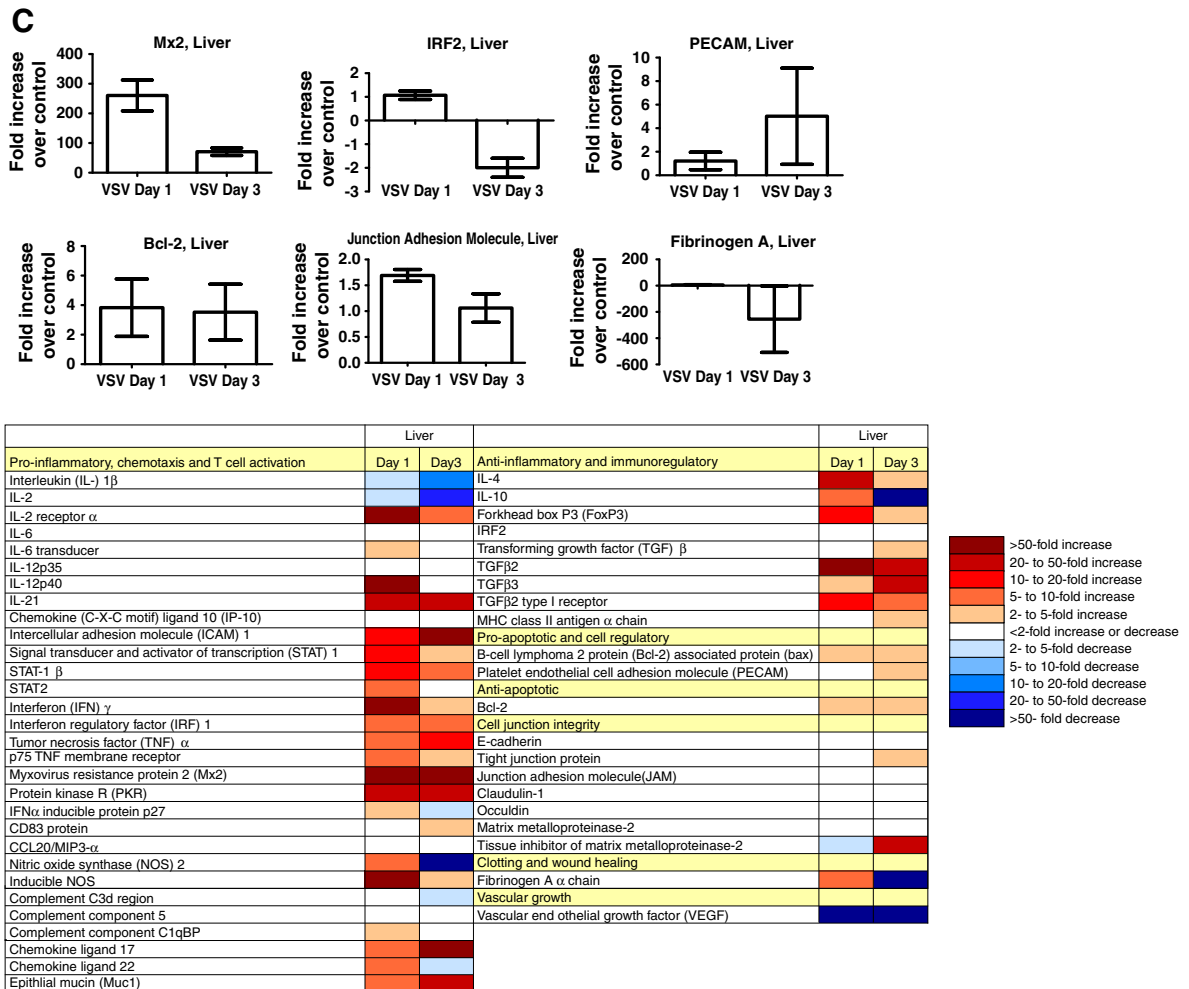 C
Mx2, Liver
Fold increase
over control
400
300
200
100
0
VSV Day 1 VSV Day 3
IRF2, Liver
Fold increase
over control
2
1
0
-1
-2
-3
VSV Day 1 VSV Day 3
PECAM, Liver
Fold increase
over control
10
8
6
4
2
0
VSV Day 1 VSV Day 3
Bcl-2, Liver
Fold increase
over control
8
6
4
2
0
VSV Day 1 VSV Day 3
Junction Adhesion Molecule, Liver
Fold increase
over control
2.0
1.5
1.0
0.5
0.0
VSV Day 1 VSV Day 3
Fibrinogen A, Liver
Fold increase
over control
200
0
-200
-400
-600
VSV Day 1 VSV Day 3
Liver
Pro-inflammatory, chemotaxis and T cell activation Day 1 Day3
Interleukin (IL-) 1β
IL-2
IL-2 receptor α
IL-6
IL-6 transducer
IL-12p35
IL-12p40
IL-21
Chemokine (C-X-C motif) ligand 10 (IP-10)
Intercellular adhesion molecule (ICAM) 1
Signal transducer and activator of transcription (STAT) 1
STAT-1 β
STAT2
Interferon (IFN) γ
Interferon regulatory factor (IRF) 1
Tumor necrosis factor (TNF) α
p75 TNF membrane receptor
Myxovirus resistance protein 2 (Mx2)
Protein kinase R (PKR)
IFNα inducible protein p27
CD83 protein
CCL20/MIP3-α
Nitric oxide synthase (NOS) 2
Inducible NOS
Complement C3d region
Complement component 5
Complement component C1qBP
Chemokine ligand 17
Chemokine ligand 22
Epithlial mucin (Muc1)
Liver
Anti-inflammatory and immunoregulatory Day 1 Day 3
IL-4
IL-10
Forkhead box P3 (FoxP3)
IRF2
Transforming growth factor (TGF) β
TGFβ2
TGFβ3
TGFβ2 type I receptor
MHC class II antigen α chain
Pro-apoptotic and cell regulatory
B-cell lymphoma 2 protein (Bcl-2) associated protein (bax)
Platelet endothelial cell adhesion molecule (PECAM)
Anti-apoptotic
Bcl-2
Cell junction integrity
E-cadherin
Tight junction protein
Junction adhesion molecule(JAM)
Claudulin-1
Occuldin
Matrix metalloproteinase-2
Tissue inhibitor of matrix metalloproteinase-2
Clotting and wound healing
Fibrinogen A α chain
Vascular growth
Vascular end othelial growth factor (VEGF)
>50-fold increase
20- to 50-fold increase
10- to 20-fold increase
5- to 10-fold increase
2- to 5-fold increase
<2-fold increase or decrease
2- to 5-fold decrease
5- to 10-fold decrease
10- to 20-fold decrease
20- to 50-fold decrease
>50- fold decrease